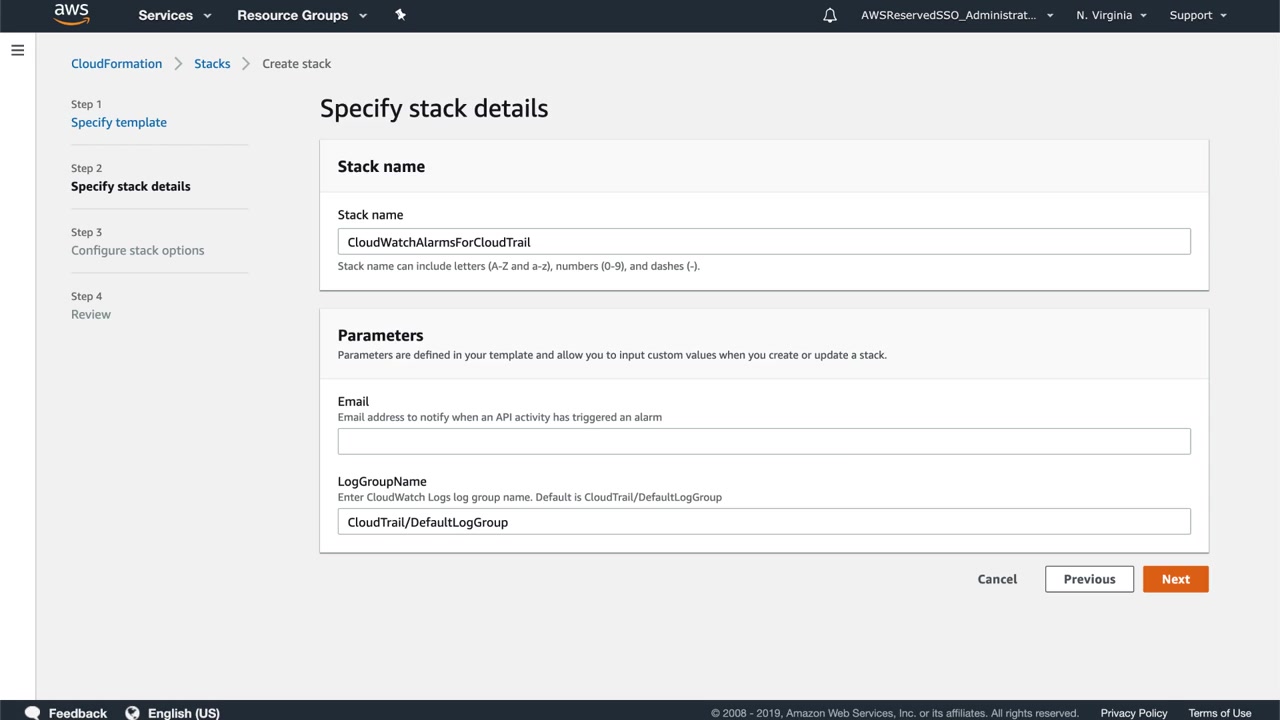 aws
Services
Resource Groups
AWSReservedSSO_Administrat...
N. Virginia
Support
CloudFormation
Stacks
Create stack
Step 1
Specify template
Step 2
Specify stack details
Step 3
Configure stack options
Step 4
Review
Specify stack details
Stack name
Stack name
CloudWatchAlarmsForCloudTrail
Stack name can include letters (A-Z and a-z), numbers (0-9), and dashes (-).
Parameters
Parameters are defined in your template and allow you to input custom values when you create or update a stack.
Email
Email address to notify when an API activity has triggered an alarm
LogGroupName
Enter CloudWatch Logs log group name. Default is CloudTrail/DefaultLogGroup
CloudTrail/DefaultLogGroup
Cancel
Previous
Next
Feedback
English (US)
© 2008 - 2019, Amazon Web Services, Inc. or its affiliates. All rights reserved.
Privacy Policy
Terms of Use